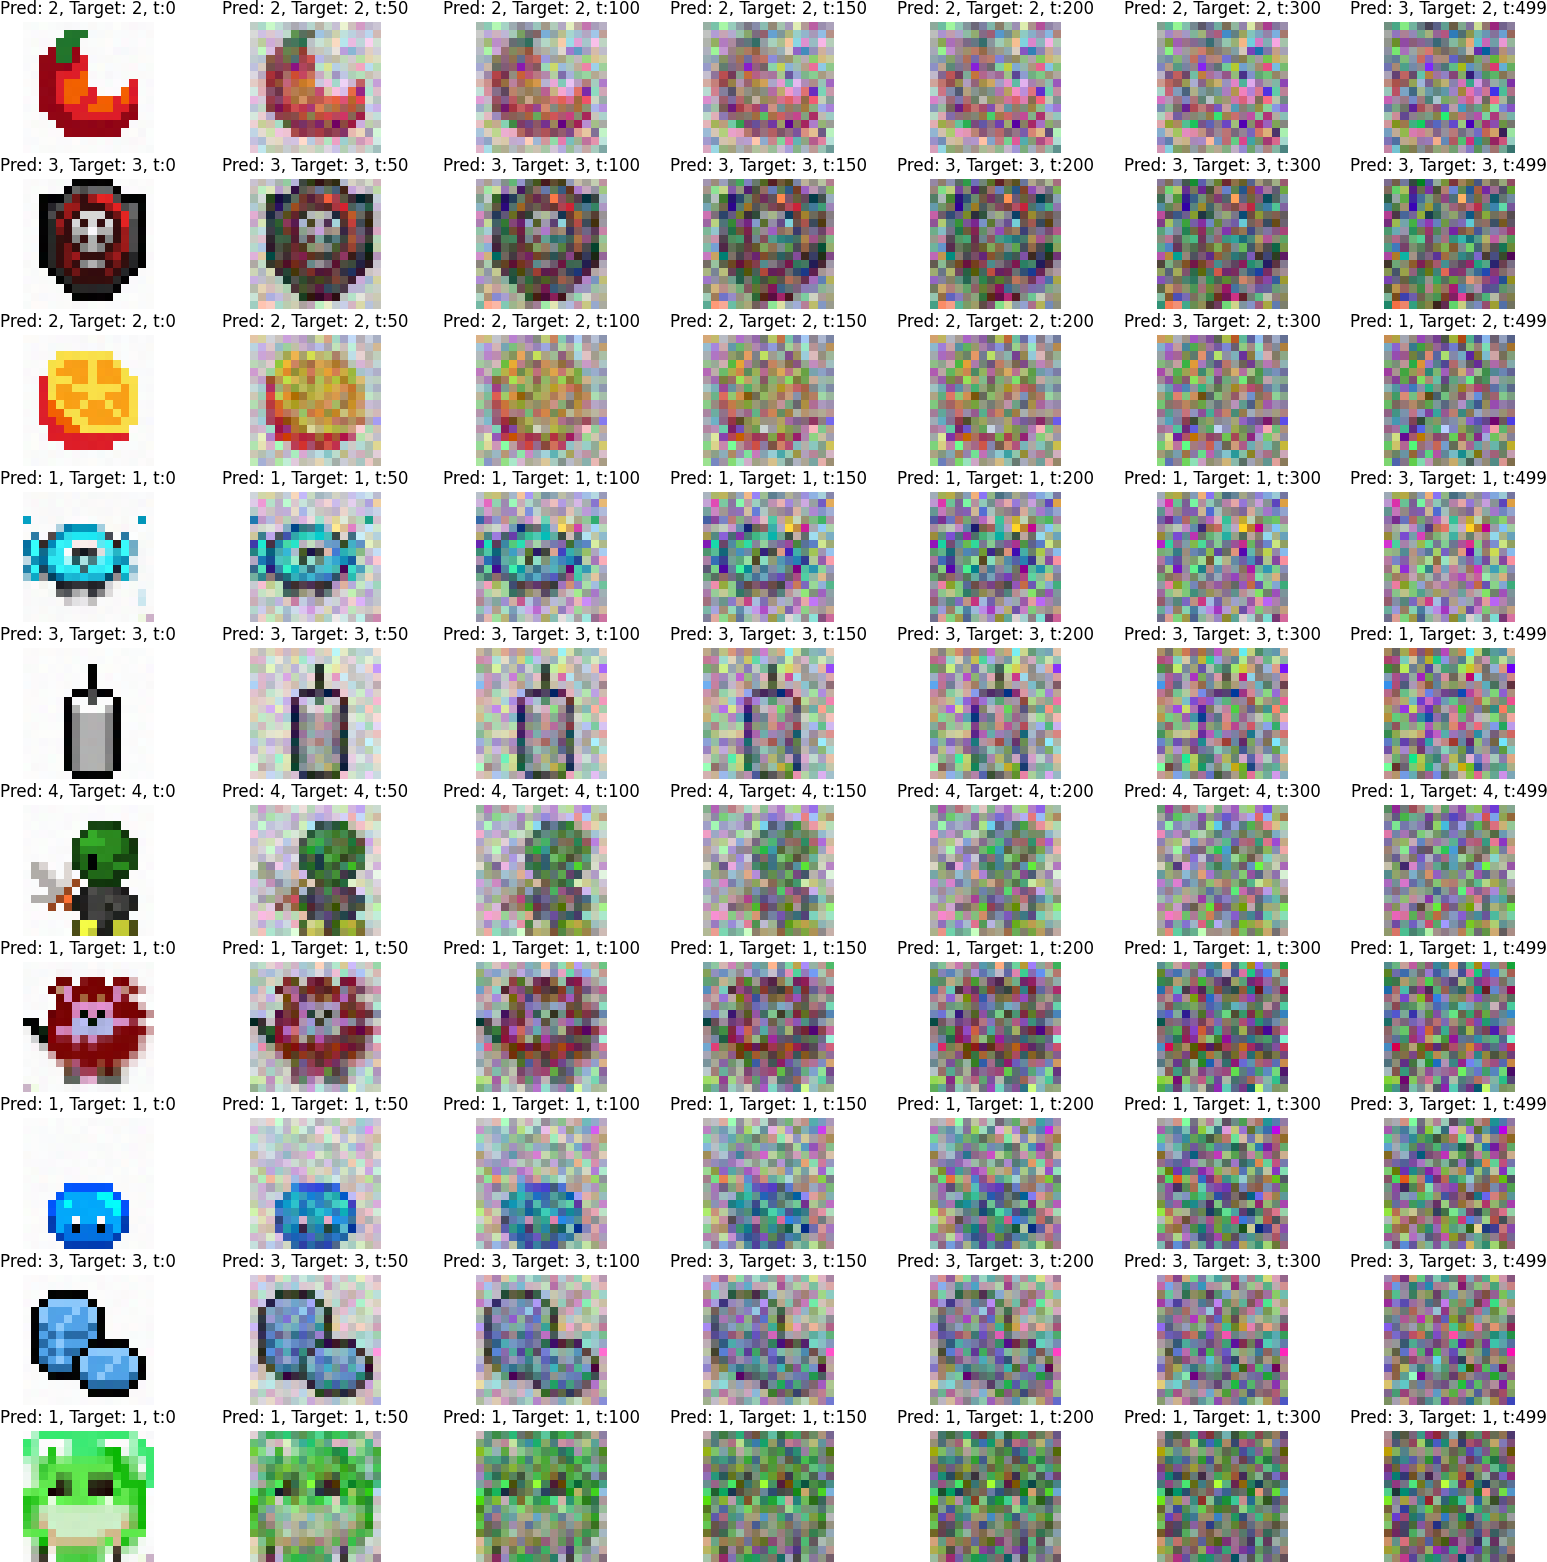 Pred: 2, Target: 2, t:0 Pred: 2, Target: 2, t:50 Pred: 2, Target: 2, t:100 Pred: 2, Target: 2, t:150 Pred: 2, Target: 2, t:200 Pred: 2, Target: 2, t:300 Pred: 3, Target: 2, t:499
Pred: 3, Target: 3, t:0 Pred: 3, Target: 3, t:50 Pred: 3, Target: 3, t:100 Pred: 3, Target: 3, t:150 Pred: 3, Target: 3, t:200 Pred: 3, Target: 3, t:300 Pred: 3, Target: 3, t:499
Pred: 2, Target: 2, t:0 Pred: 2, Target: 2, t:50 Pred: 2, Target: 2, t:100 Pred: 2, Target: 2, t:150 Pred: 2, Target: 2, t:200 Pred: 3, Target: 2, t:300 Pred: 1, Target: 2, t:499
Pred: 1, Target: 1, t:0 Pred: 1, Target: 1, t:50 Pred: 1, Target: 1, t:100 Pred: 1, Target: 1, t:150 Pred: 1, Target: 1, t:200 Pred: 1, Target: 1, t:300 Pred: 3, Target: 1, t:499
Pred: 3, Target: 3, t:0 Pred: 3, Target: 3, t:50 Pred: 3, Target: 3, t:100 Pred: 3, Target: 3, t:150 Pred: 3, Target: 3, t:200 Pred: 3, Target: 3, t:300 Pred: 1, Target: 3, t:499
Pred: 4, Target: 4, t:0 Pred: 4, Target: 4, t:50 Pred: 4, Target: 4, t:100 Pred: 4, Target: 4, t:150 Pred: 4, Target: 4, t:200 Pred: 4, Target: 4, t:300 Pred: 1, Target: 4, t:499
Pred: 1, Target: 1, t:0 Pred: 1, Target: 1, t:50 Pred: 1, Target: 1, t:100 Pred: 1, Target: 1, t:150 Pred: 1, Target: 1, t:200 Pred: 1, Target: 1, t:300 Pred: 1, Target: 1, t:499
Pred: 1, Target: 1, t:0 Pred: 1, Target: 1, t:50 Pred: 1, Target: 1, t:100 Pred: 1, Target: 1, t:150 Pred: 1, Target: 1, t:200 Pred: 1, Target: 1, t:300 Pred: 3, Target: 1, t:499
Pred: 3, Target: 3, t:0 Pred: 3, Target: 3, t:50 Pred: 3, Target: 3, t:100 Pred: 3, Target: 3, t:150 Pred: 3, Target: 3, t:200 Pred: 3, Target: 3, t:300 Pred: 3, Target: 3, t:499
Pred: 1, Target: 1, t:0 Pred: 1, Target: 1, t:50 Pred: 1, Target: 1, t:100 Pred: 1, Target: 1, t:150 Pred: 1, Target: 1, t:200 Pred: 1, Target: 1, t:300 Pred: 3, Target: 1, t:499